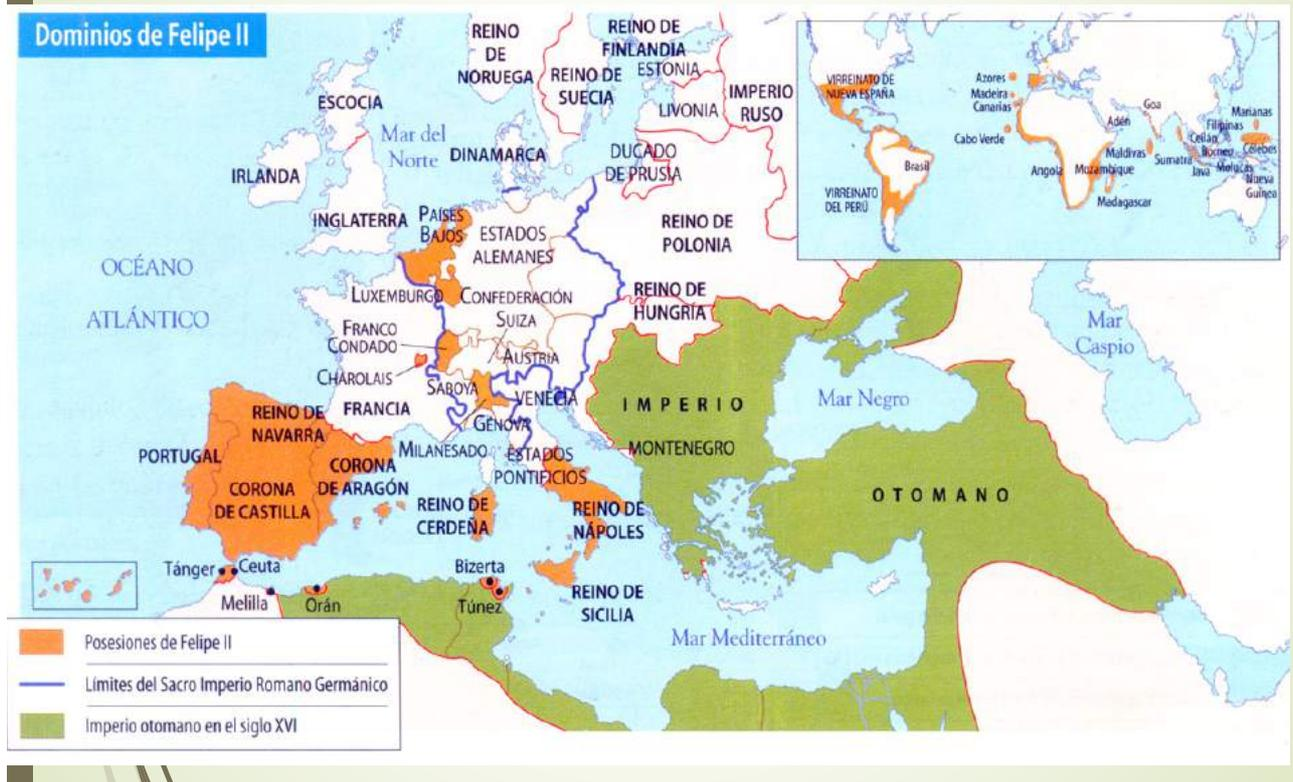 Dominios de Felipe II
REINO
DE
NORUEGA
REINO DE
SUECIA
REINO DE
FINLANDIA
ESTONIA
LIVONIA
IMPERIO
RUSO
ESCOCIA
Mar del
Norte
DINAMARCA
DUCADO
DE PRUSIA
IRLANDA
INGLATERRA
PAÍSES
BAJOS
ESTADOS
ALEMANES
REINO DE
POLONIA
OCÉANO
ATLÁNTICO
LUXEMBURGO
CONFEDERACIÓN
SUIZA
REINO DE
HUNGRIA
FRANCO
CONDADO
AUSTRIA
CHAROLAIS
SABOYA
VENECIA
FRANCIA
GÉNOVA
MILANESADO
ESTADOS
PONTIFICIOS
IMPERIO
MONTENEGRO
OTOMANO
Mar Negro
Mar
Caspio
REINO DE
NAVARRA
PORTUGAL
CORONA
DE CASTILLA
CORONA
DE ARAGÓN
REINO DE
CERDEÑA
REINO DE
NÁPOLES
REINO DE
SICILIA
Tánger
Ceuta
Melilla
Orán
Bizerta
Túnez
Mar Mediterráneo
VIRREINATO DE
NUEVA ESPAÑA
Azores
Madeira
Canarias
Cabo Verde
Brasil
VIRREINATO
DEL PERÚ
Angola
Mozambique
Madagascar
Adén
Goa
Maldivas
Ceilán
Sumatra
Java
Borneo
Molucas
Filipinas
Marianas
Célebes
Nueva
Guinea
Posesiones de Felipe II
Límites del Sacro Imperio Romano Germánico
Imperio otomano en el siglo XVI